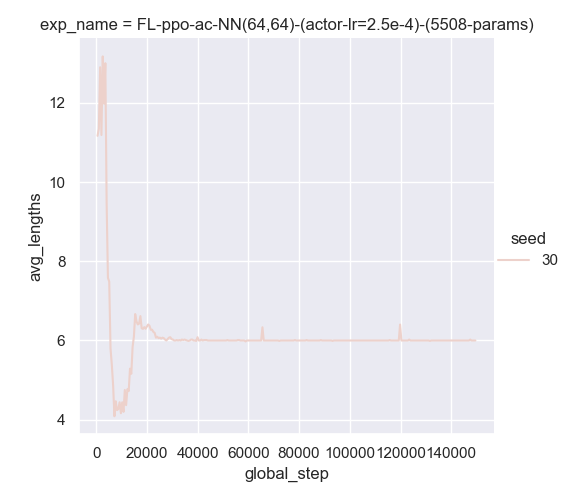 exp_name = FL-ppo-ac-NN(64,64)-(actor-lr=2.5e-4)-(5508-params)
12
10
8
6
4
avg_lengths
seed
30
0 20000 40000 60000 80000 100000 120000 140000
global_step